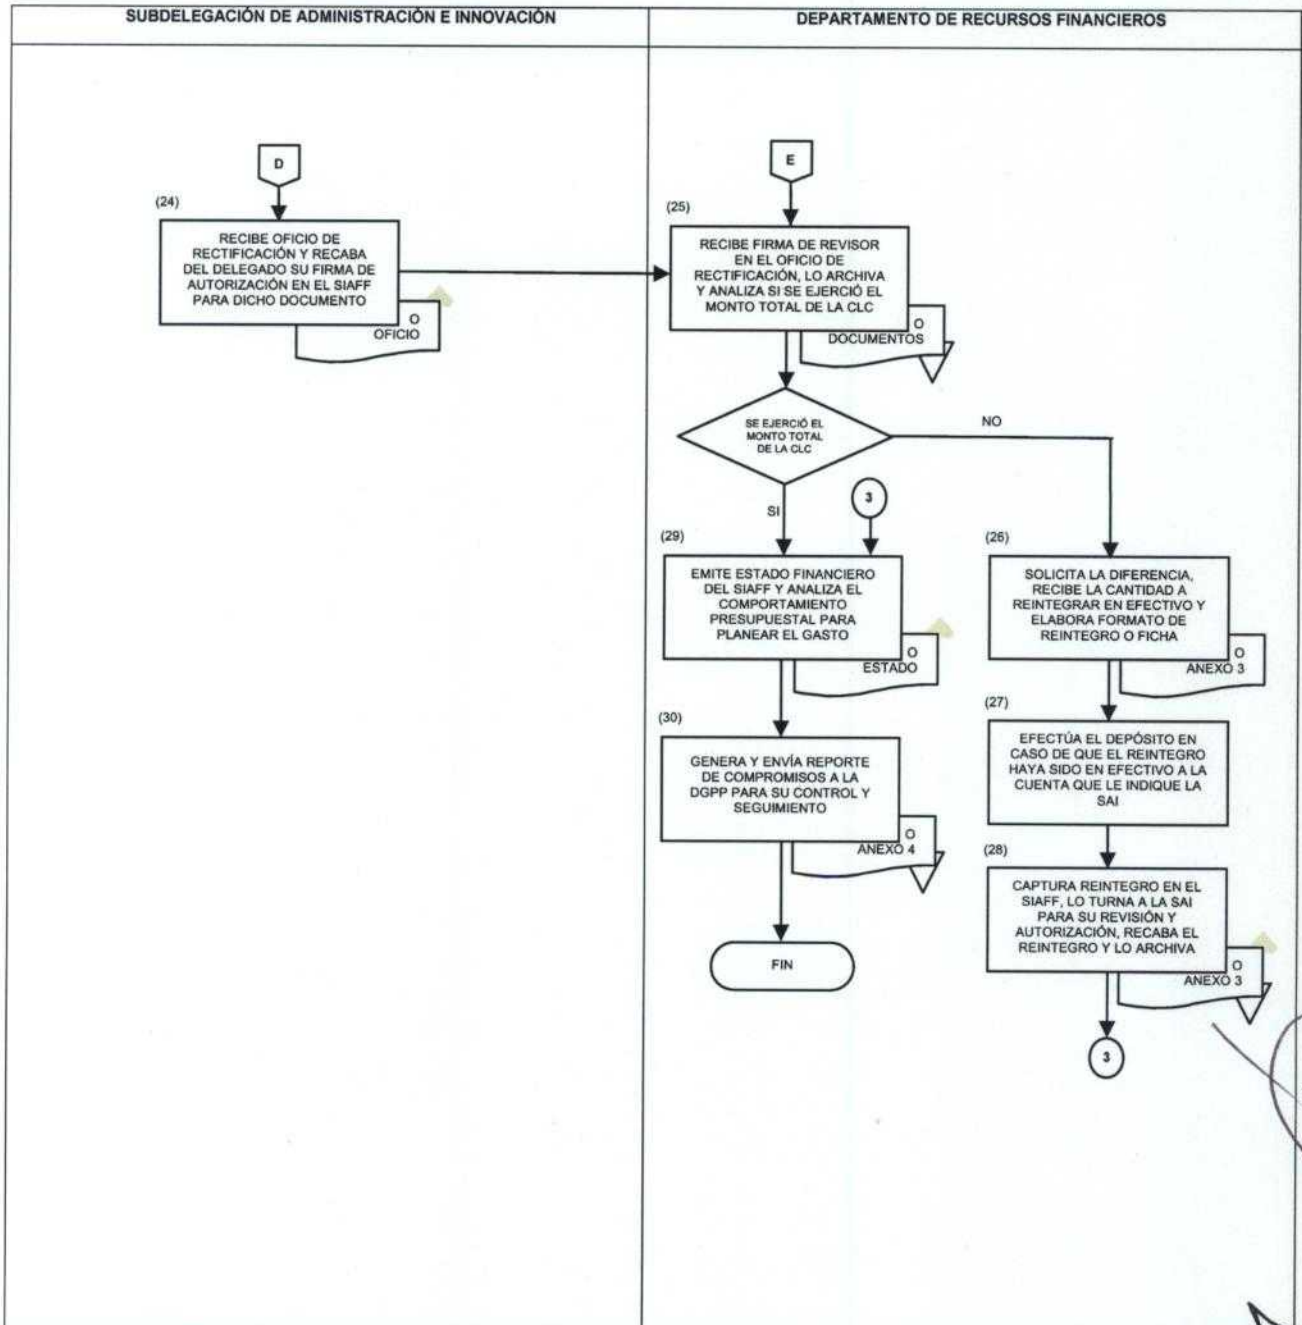 SUBDELEGACIÓN DE ADMINISTRACIÓN E INNOVACIÓN
DEPARTAMENTO DE RECURSOS FINANCIEROS
D
(24)
RECIBE OFICIO DE
RECTIFICACIÓN Y RECABA
DEL DELEGADO SU FIRMA DE
AUTORIZACIÓN EN EL SIAFF
PARA DICHO DOCUMENTO
O
OFICIO
E
(25)
RECIBE FIRMA DE REVISOR
EN EL OFICIO DE
RECTIFICACIÓN, LO ARCHIVA
Y ANALIZA SI SE EJERCIÓ EL
MONTO TOTAL DE LA CLC
O
DOCUMENTOS
SE EJERCIÓ EL
MONTO TOTAL
DE LA CLC
NO
SI
3
(29)
EMITE ESTADO FINANCIERO
DEL SIAFF Y ANALIZA EL
COMPORTAMIENTO
PRESUPUESTAL PARA
PLANEAR EL GASTO
O
ESTADO
(30)
GENERA Y ENVÍA REPORTE
DE COMPROMISOS A LA
DGPP PARA SU CONTROL Y
SEGUIMIENTO
O
ANEXO 4
FIN
(26)
SOLICITA LA DIFERENCIA,
RECIBE LA CANTIDAD A
REINTEGRAR EN EFECTIVO Y
ELABORA FORMATO DE
REINTEGRO O FICHA
O
ANEXO 3
(27)
EFECTÚA EL DEPÓSITO EN
CASO DE QUE EL REINTEGRO
HAYA SIDO EN EFECTIVO A LA
CUENTA QUE LE INDIQUE LA
SAI
(28)
CAPTURA REINTEGRO EN EL
SIAFF, LO TURNA A LA SAI
PARA SU REVISIÓN Y
AUTORIZACIÓN, RECABA EL
REINTEGRO Y LO ARCHIVA
O
ANEXO 3
3